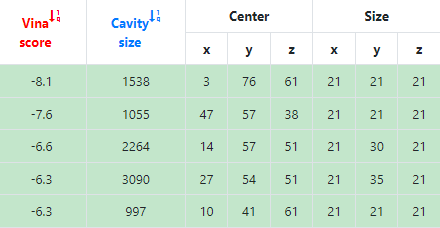 Vina score Cavity size Center Size
x y z x y z
-8.1 1538 3 76 61 21 21 21
-7.6 1055 47 57 38 21 21 21
-6.6 2264 14 57 51 21 30 21
-6.3 3090 27 54 51 21 35 21
-6.3 997 10 41 61 21 21 21